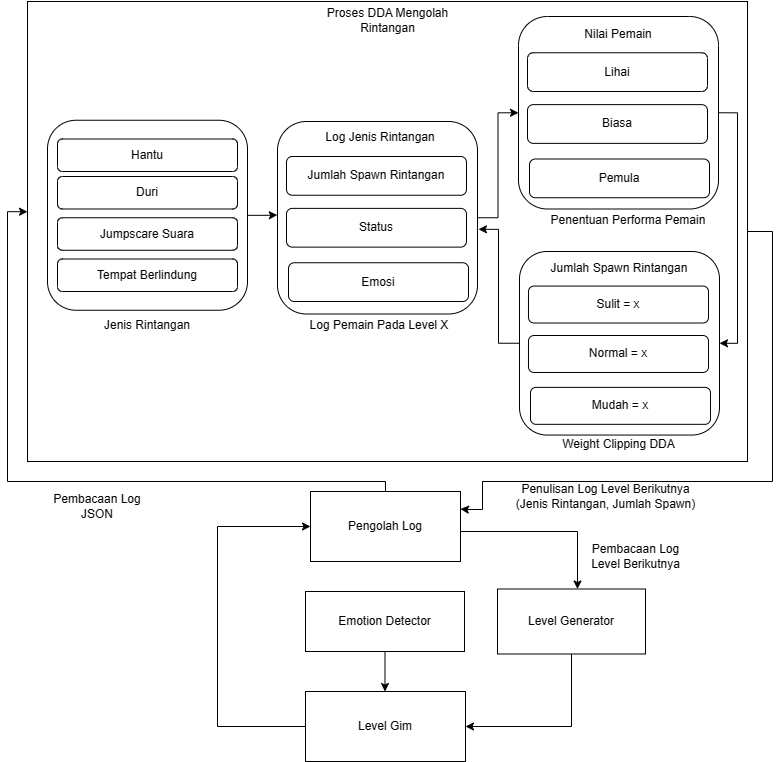 Proses DDA Mengolah
Rintangan
Hantu
Duri
Jumpscare Suara
Tempat Berlindung
Jenis Rintangan
Log Jenis Rintangan
Jumlah Spawn Rintangan
Status
Emosi
Log Pemain Pada Level X
Nilai Pemain
Lihai
Biasa
Pemula
Penentuan Performa Pemain
Jumlah Spawn Rintangan
Sulit = x
Normal = x
Mudah = x
Weight Clipping DDA
Pembacaan Log
JSON
Penulisan Log Level Berikutnya
(Jenis Rintangan, Jumlah Spawn)
Pengolah Log
Pembacaan Log
Level Berikutnya
Emotion Detector
Level Generator
Level Gim